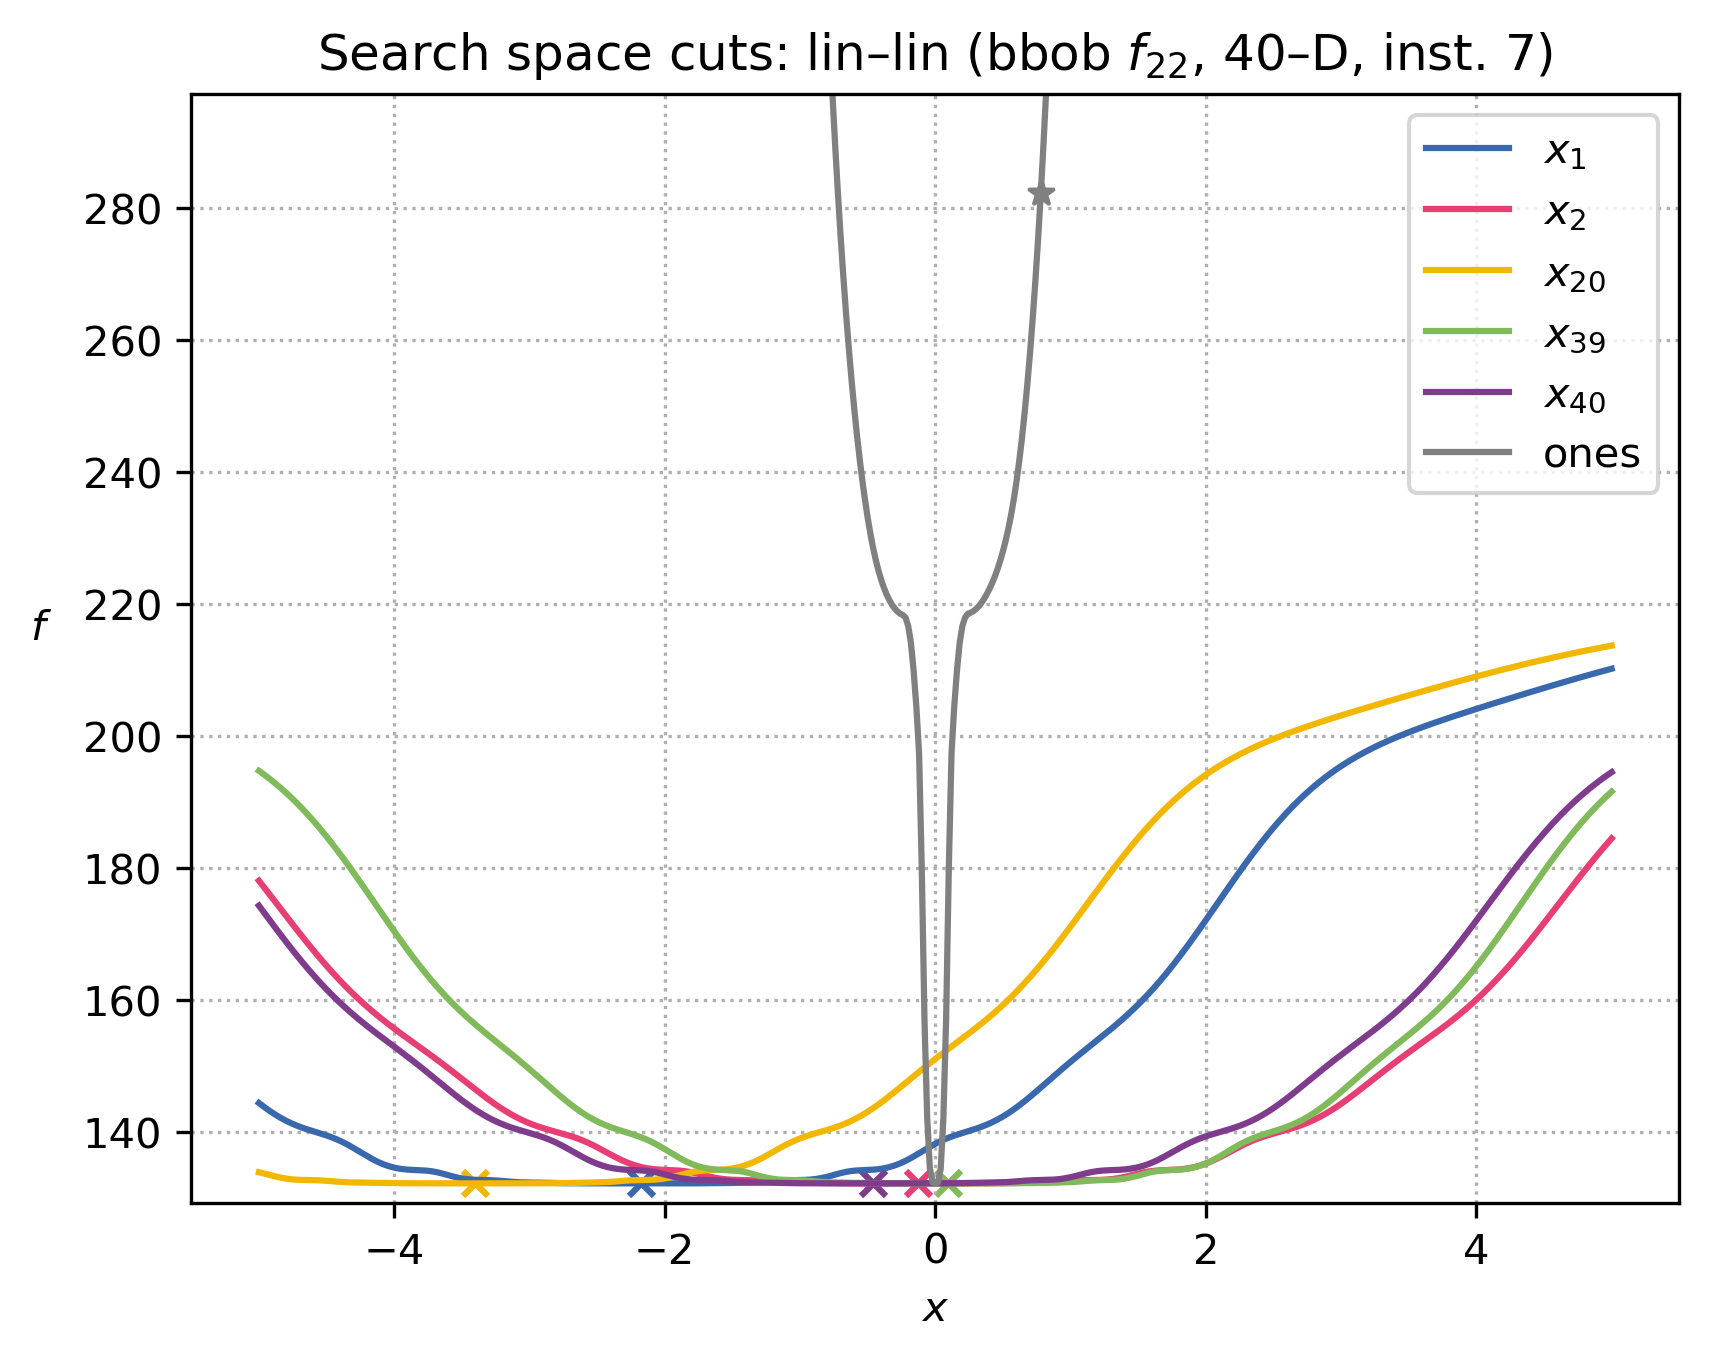 Search space cuts: lin–lin (bbob f22, 40–D, inst. 7)
x1
x2
x20
x39
x40
ones
f
280
260
240
220
200
180
160
140
−4
−2
0
2
4
x